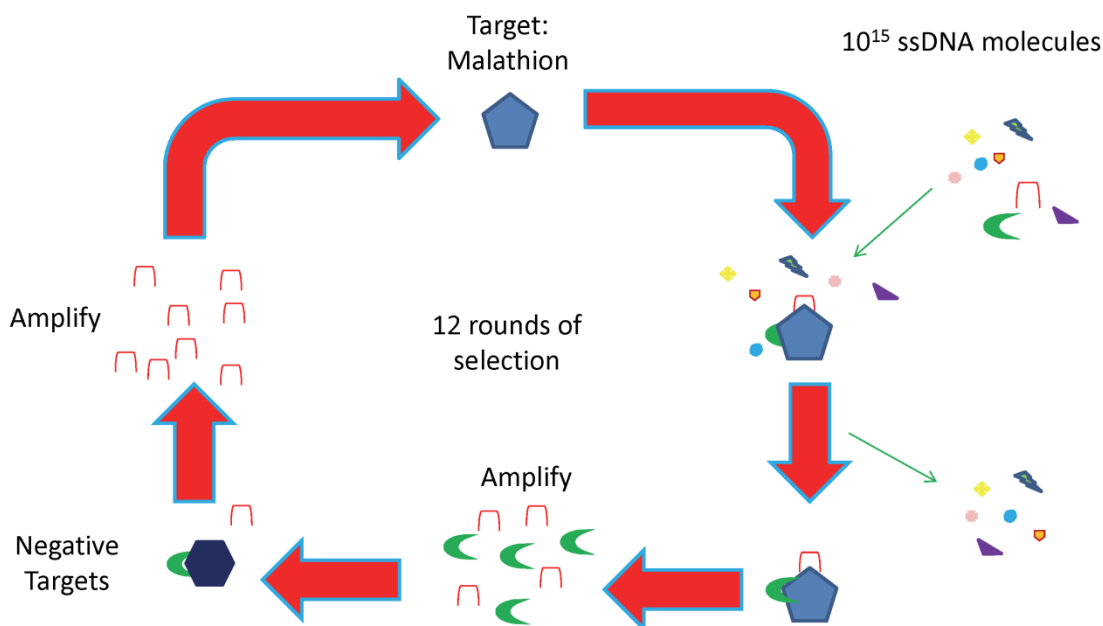 Target:
Malathion
10¹⁵ ssDNA molecules
Amplify
12 rounds of
selection
Amplify
Negative
Targets